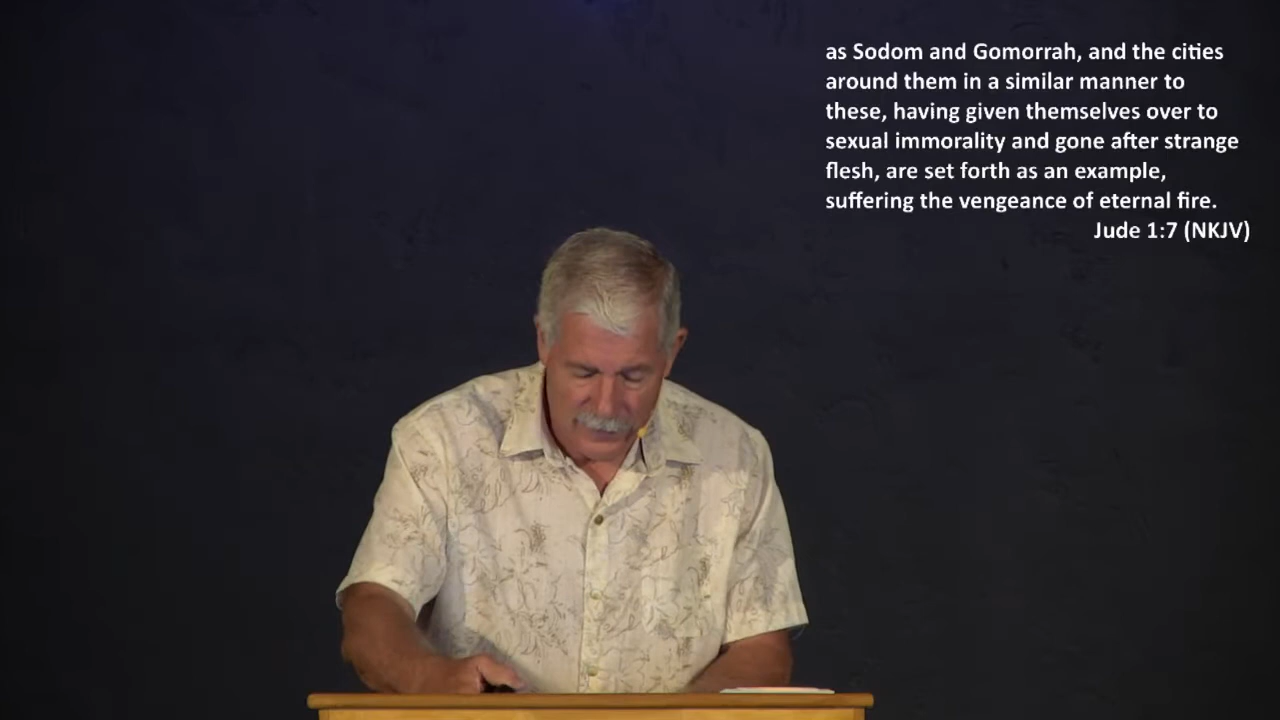 as Sodom and Gomorrah, and the cities
around them in a similar manner to
these, having given themselves over to
sexual immorality and gone after strange
flesh, are set forth as an example,
suffering the vengeance of eternal fire.
Jude 1:7 (NKJV)